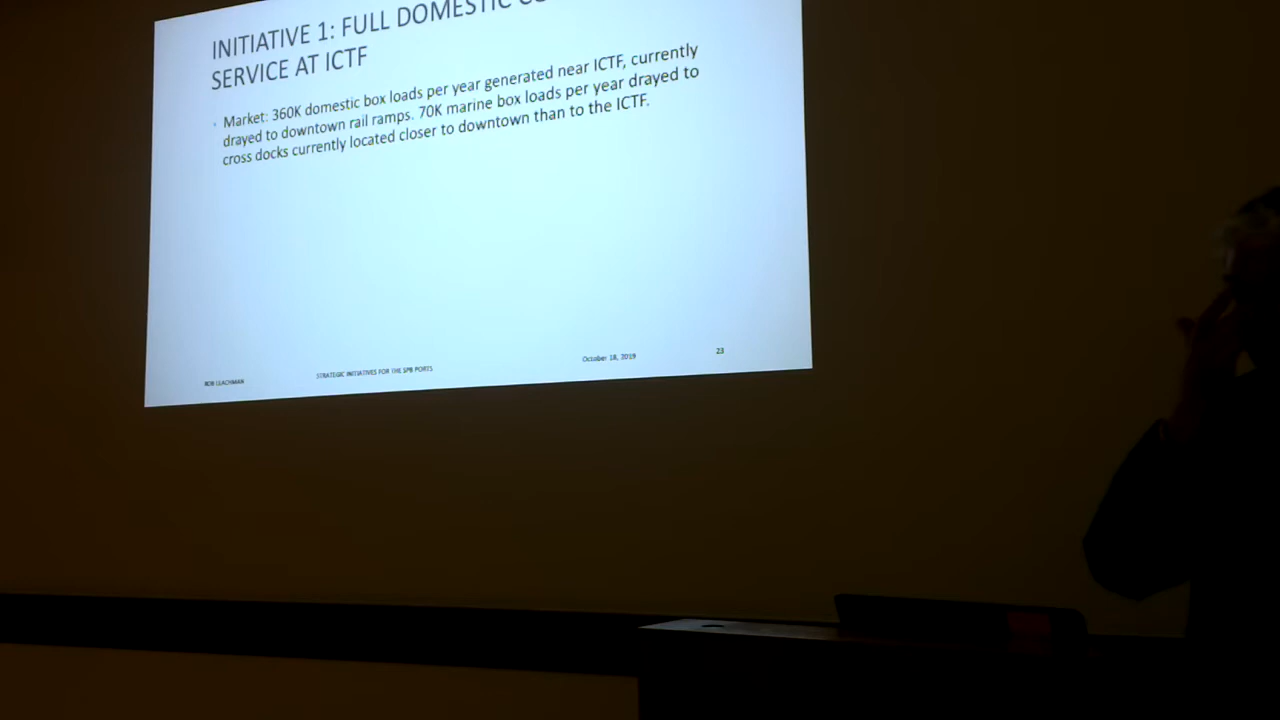 INITIATIVE 1: FULL DOMESTIC
SERVICE AT ICTF
Market: 360K domestic box loads per year generated near ICTF, currently
drayed to downtown rail ramps. 70K marine box loads per year drayed to
cross docks currently located closer to downtown than to the ICTF.
ROB LEACHMAN
STRATEGIC INITIATIVES FOR THE SPB PORTS
October 18, 2019
23